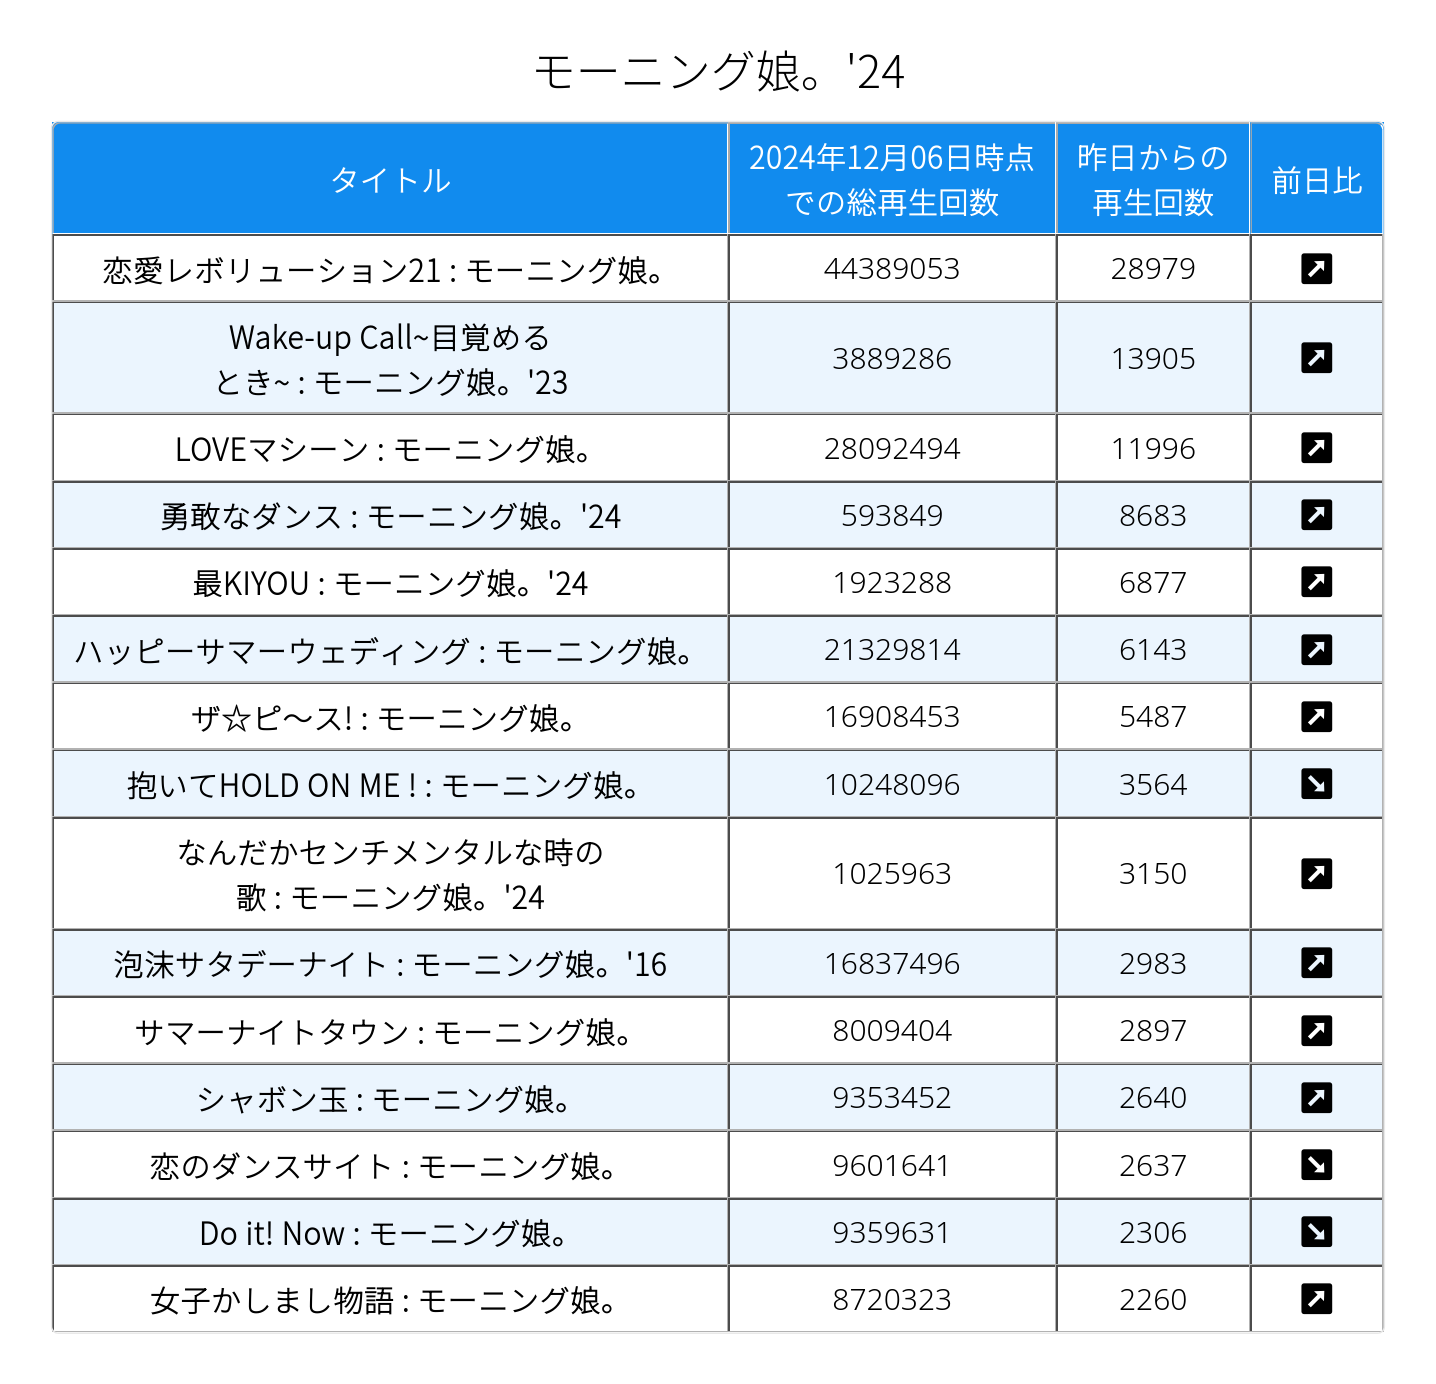 モーニング娘。'24
タイトル
2024年12月06日時点
での総再生回数
昨日からの
再生回数
前日比
恋愛レボリューション21 : モーニング娘。 44389053 28979
Wake-up Call~目覚める
とき~ : モーニング娘。'23
3889286 13905
LOVEマシーン : モーニング娘。 28092494 11996
勇敢なダンス : モーニング娘。'24 593849 8683
最KIYOU : モーニング娘。'24 1923288 6877
ハッピーサマーウェディング : モーニング娘。 21329814 6143
ザ☆ピ～ス! : モーニング娘。 16908453 5487
抱いてHOLD ON ME ! : モーニング娘。 10248096 3564
なんだかセンチメンタルな時の
歌 : モーニング娘。'24
1025963 3150
泡沫サタデーナイト : モーニング娘。'16 16837496 2983
サマーナイトタウン : モーニング娘。 8009404 2897
シャボン玉 : モーニング娘。 9353452 2640
恋のダンスサイト : モーニング娘。 9601641 2637
Do it! Now : モーニング娘。 9359631 2306
女子かしまし物語 : モーニング娘。 8720323 2260